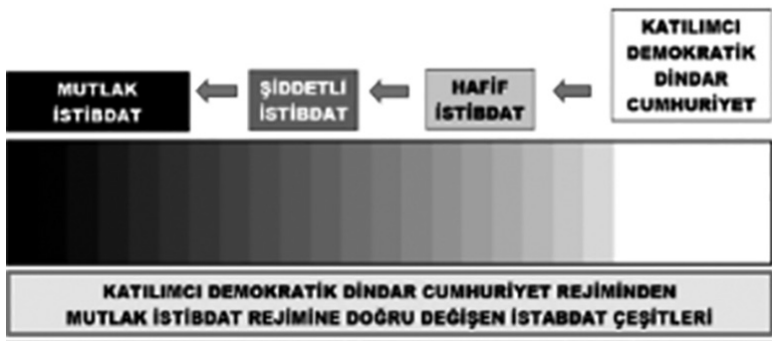 MUTLAK
İSTİBDAT
ŞİDDETLİ
İSTİBDAT
HAFİF
İSTİBDAT
KATILIMCI
DEMOKRATİK
DİNDAR
CUMHURİYET
KATILIMCI DEMOKRATİK DİNDAR CUMHURİYET REJİMİNDEN
MUTLAK İSTİBDAT REJİMİNE DOĞRU DEĞİŞEN İSTABDAT ÇEŞİTLERİ